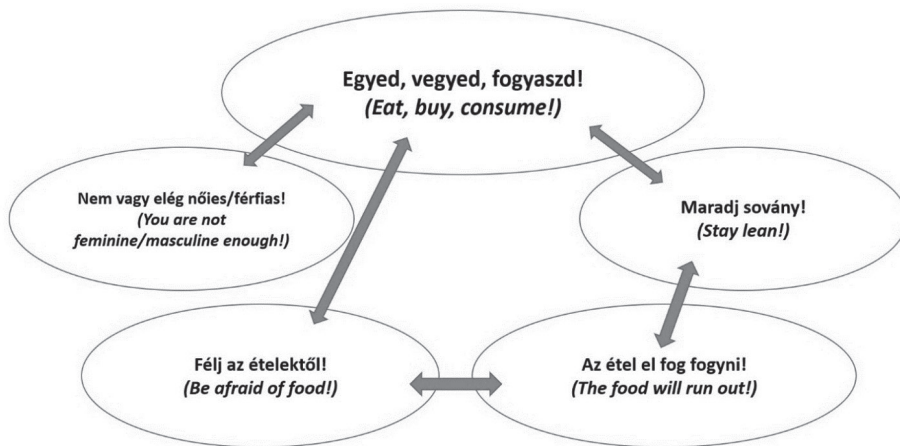 Egyed, vegyed, fogyaszd!
(Eat, buy, consume!)
Nem vagy elég nőies/férfias!
(You are not
feminine/masculine enough!)
Maradj sovány!
(Stay lean!)
Félj az ételektől!
(Be afraid of food!)
Az étel el fog fogyni!
(The food will run out!)